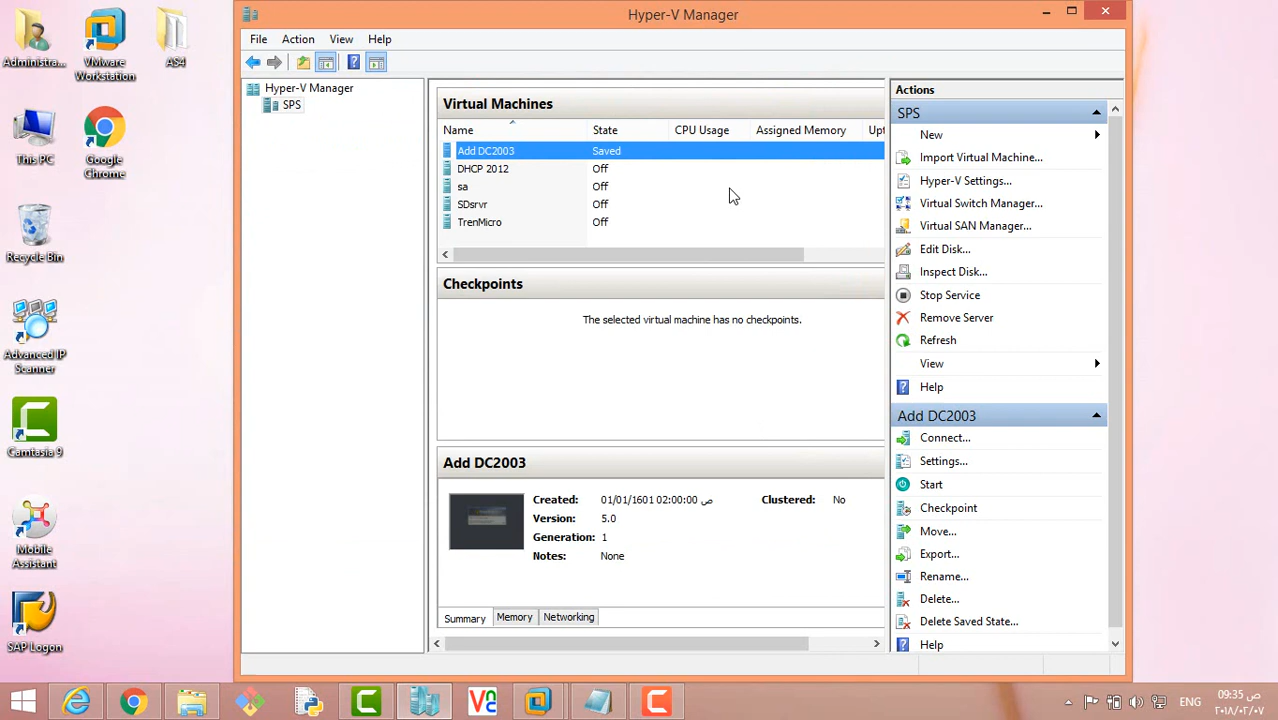 Hyper-V Manager
File Action View Help
Hyper-V Manager
SPS
Virtual Machines
Name State CPU Usage Assigned Memory Upt
Add DC2003 Saved
DHCP 2012 Off
sa Off
SDsrvr Off
TrenMicro Off
Checkpoints
The selected virtual machine has no checkpoints.
Add DC2003
Created: 01/01/1601 02:00:00 ص Clustered: No
Version: 5.0
Generation: 1
Notes: None
Summary Memory Networking
Actions
SPS
New
Import Virtual Machine...
Hyper-V Settings...
Virtual Switch Manager...
Virtual SAN Manager...
Edit Disk...
Inspect Disk...
Stop Service
Remove Server
Refresh
View
Help
Add DC2003
Connect...
Settings...
Start
Checkpoint
Move...
Export...
Rename...
Delete...
Delete Saved State...
Help
Administra...
VMware
Workstation
AS4
This PC
Google
Chrome
Recycle Bin
Advanced IP
Scanner
Camtasia 9
Mobile
Assistant
SAP Logon
ENG
09:35 ص
٢٠١٨/٠٢/٠٧